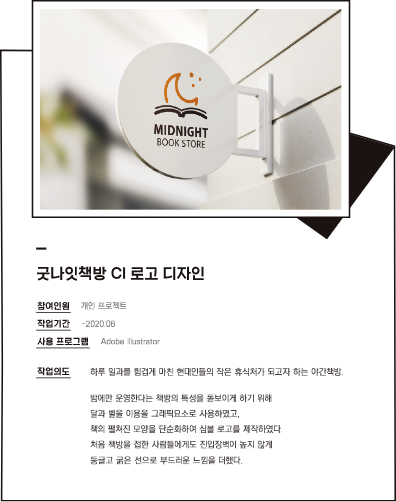 MIDNIGHT
BOOK STORE
굿나잇책방 CI 로고 디자인
참여인원 개인 프로젝트
작업기간 -2020.06
사용 프로그램 Adobe Illustrator
작업의도 하루 일과를 힘겹게 마친 현대인들의 작은 휴식처가 되고자 하는 야간책방.
밤에만 운영한다는 책방의 특성을 돋보이게 하기 위해
달과 별을 이용을 그래픽요소로 사용하였고,
책의 펼쳐진 모양을 단순화하여 심볼 로고를 제작하였다.
처음 책방을 접한 사람들에게도 진입장벽이 높지 않게
둥글고 굵은 선으로 부드러운 느낌을 더했다.